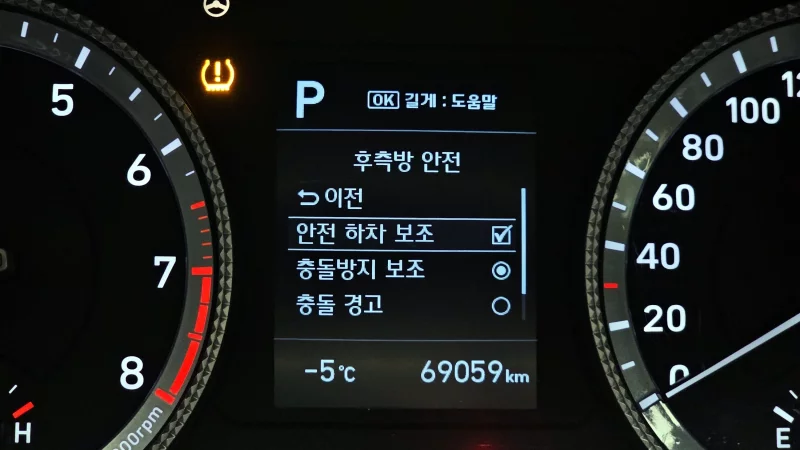 P OK 길게 : 도움말
후측방 안전
이전
안전 하차 보조
충돌방지 보조
충돌 경고
-5℃ 69059km
5
6
7
8
H
000rpm
12
100
80
60
40
20
0
E